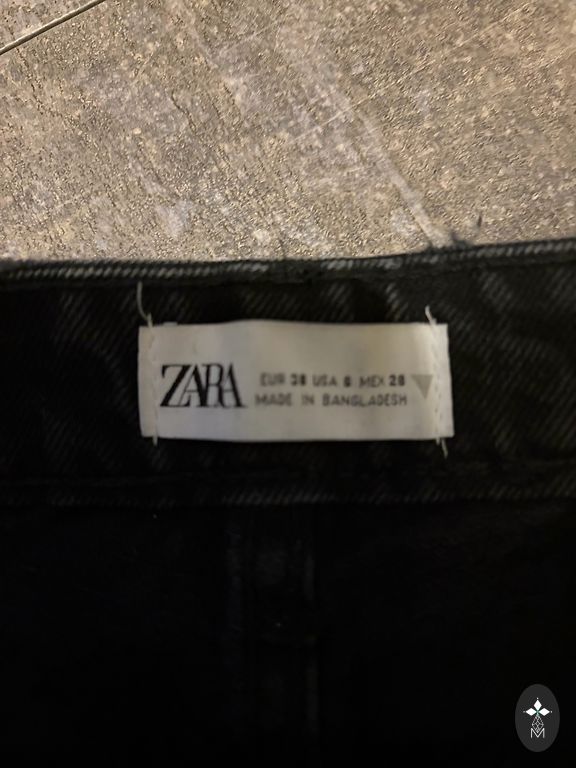 ZARA
EUR 38 USA 6 MEX 28
MADE IN BANGLADESH
M